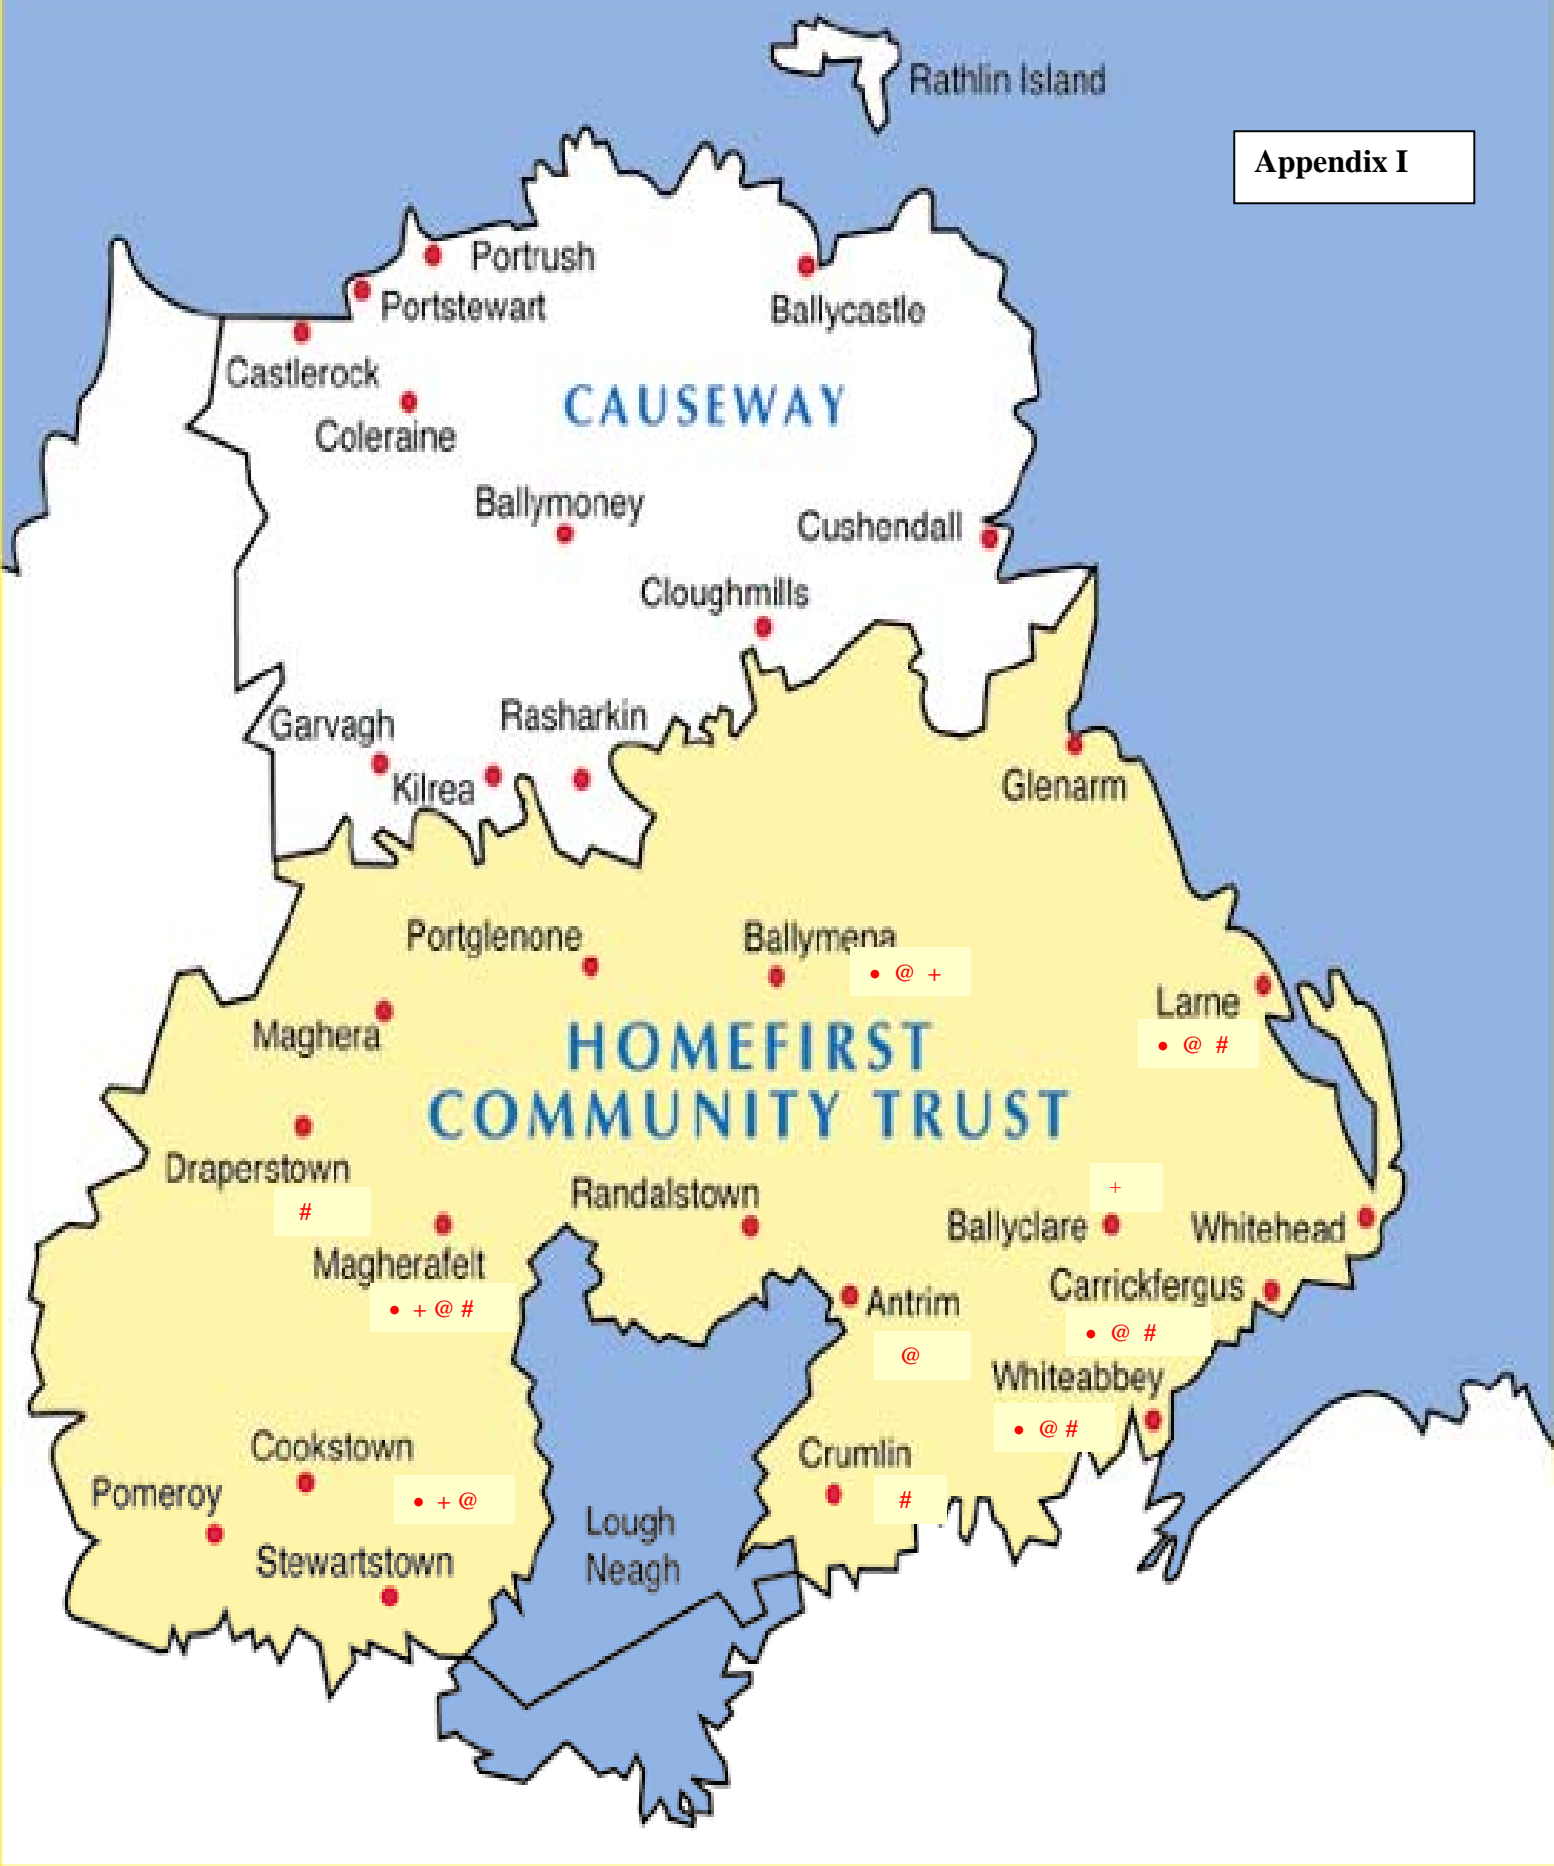 Rathlin Island
Appendix I
Portrush
Portstewart
Ballycastle
Castlerock
CAUSEWAY
Coleraine
Ballymoney
Cushendall
Cloughmills
Garvagh
Rasharkin
Kilrea
Glenarm
Portglenone
Ballymena
• @ +
Larne
• @ #
Maghera
HOMEFIRST
COMMUNITY TRUST
Draperstown
#
Randalstown
+
Ballyclare
Whitehead
Magherafelt
• + @ #
Antrim
@
Carrickfergus
• @ #
Whiteabbey
• @ #
Cookstown
• + @
Crumlin
#
Pomeroy
Lough
Neagh
Stewartstown